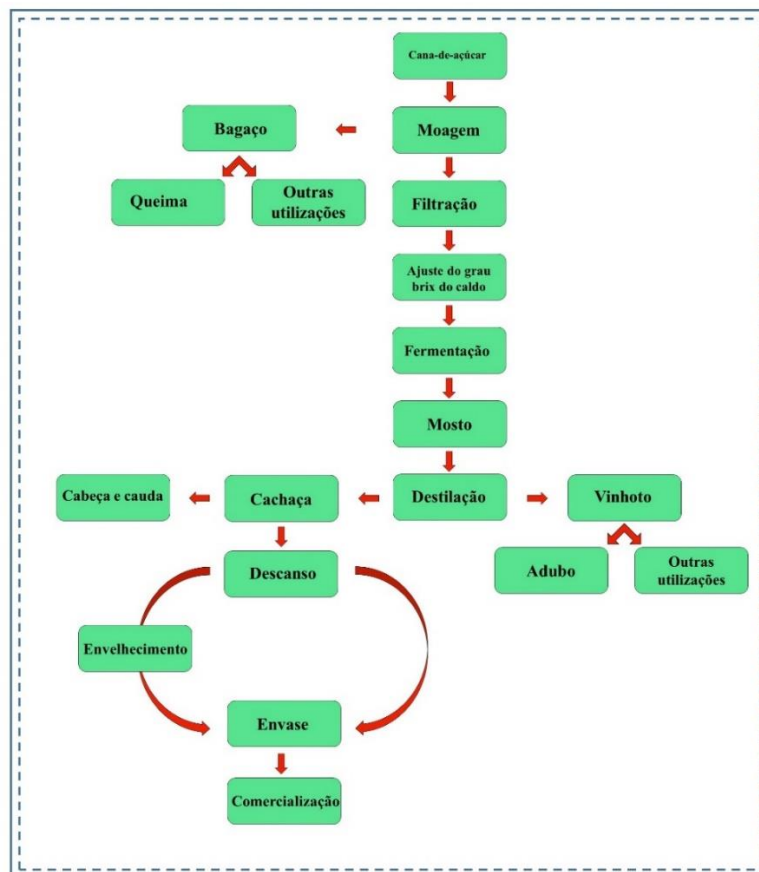 Cana-de-açúcar
Bagaço
Moagem
Queima
Outras
utilizações
Filtração
Ajuste do grau
brix do caldo
Fermentação
Mosto
Cabeça e cauda
Cachaça
Destilação
Vinhoto
Descanso
Adubo
Outras
utilizações
Envelhecimento
Envase
Comercialização